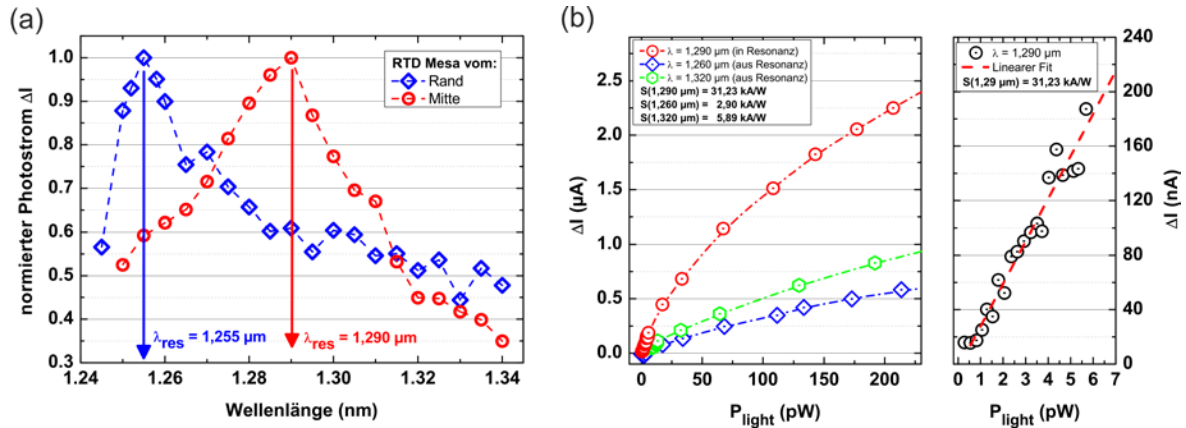 (a)
normierter Photostrom ΔI
1.0
0.9
0.8
0.7
0.6
0.5
0.4
0.3
RTD Mesa vom:
Rand
Mitte
λres = 1,255 µm
λres = 1,290 µm
1.24
1.26
1.28
1.30
1.32
1.34
Wellenlänge (nm)
(b)
ΔI (µA)
2.5
2.0
1.5
1.0
0.5
0.0
λ = 1,290 µm (in Resonanz)
λ = 1,260 µm (aus Resonanz)
λ = 1,320 µm (aus Resonanz)
S(1,290 µm) = 31,23 kA/W
S(1,260 µm) = 2,90 kA/W
S(1,320 µm) = 5,89 kA/W
0
50
100
150
200
Plight (pW)
λ = 1,290 µm
Linearer Fit
S(1,29 µm) = 31,23 kA/W
240
200
160
120
80
40
0
ΔI (nA)
0 1 2 3 4 5 6 7
Plight (pW)